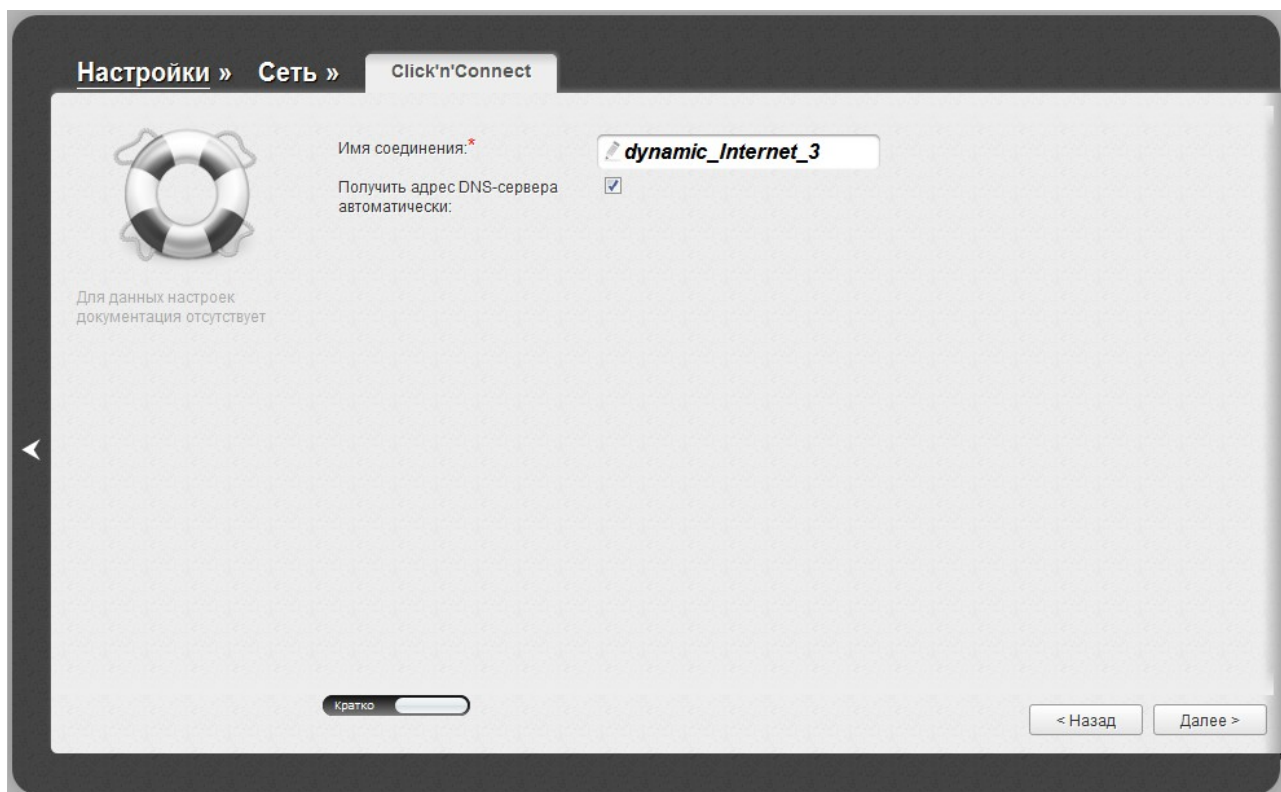 Настройки » Сеть » Click'n'Connect
Имя соединения:* dynamic_Internet_3
Получить адрес DNS-сервера
автоматически:
Для данных настроек
документация отсутствует
Кратко
< Назад Далее >